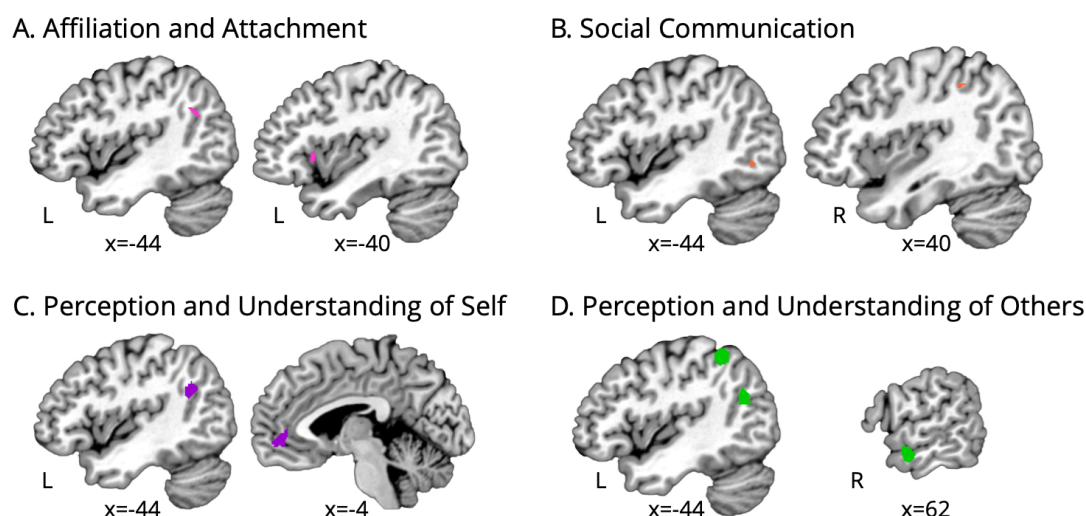 A. Affiliation and Attachment
L
x=-44
L
x=-40
B. Social Communication
L
x=-44
R
x=40
C. Perception and Understanding of Self
L
x=-44
x=-4
D. Perception and Understanding of Others
L
x=-44
R
x=62